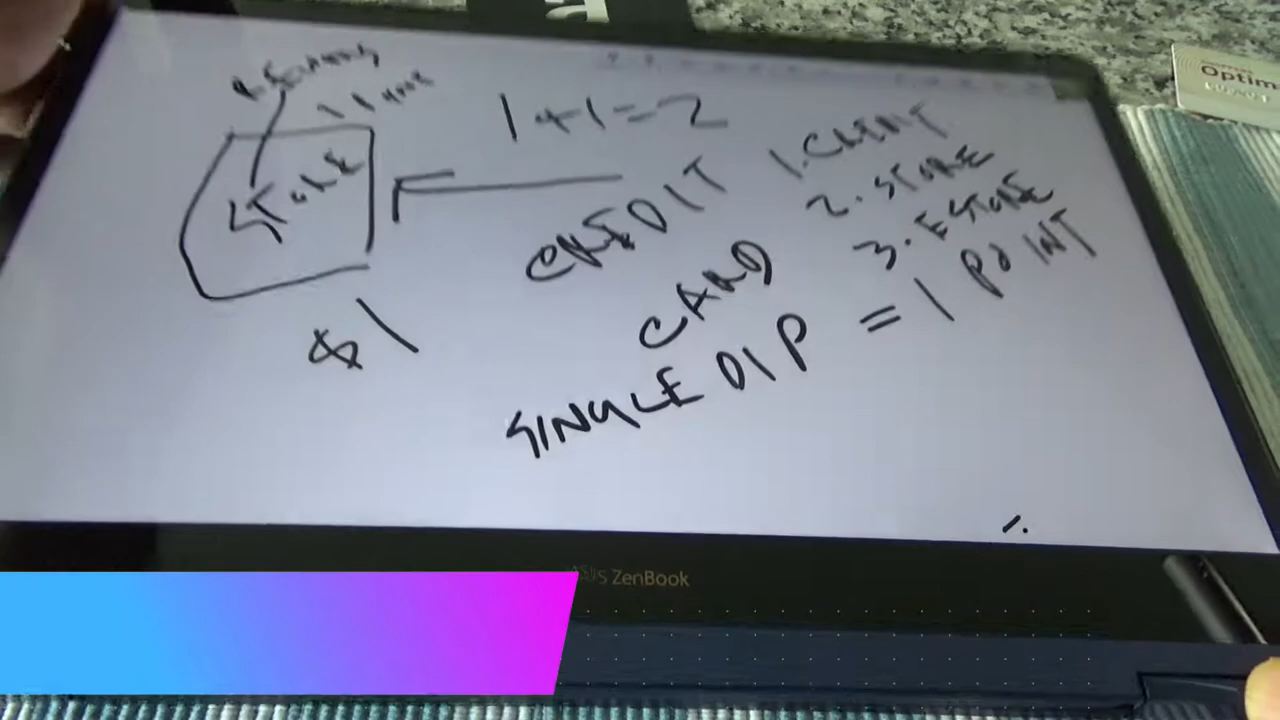 1+1=2
STORE
CREDIT
CARD
1. CLIENT
2. STORE
3. ESTORE
$1
SINGLE DIP = 1 POINT
ASUS ZenBook
Optim